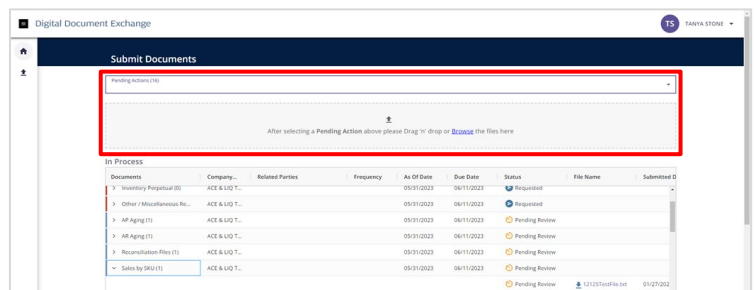 Digital Document Exchange
TS TANYA STONE
Submit Documents
Pending Actions (16)
After selecting a Pending Action above please Drag 'n' drop or Browse the files here
In Process
Documents Company... Related Parties Frequency As Of Date Due Date Status File Name Submitted D
Inventory Perpetual (0) ACE & LIQ T... 05/31/2023 06/11/2023 Requested
Other / Miscellaneous Re... ACE & LIQ T... 05/31/2023 06/11/2023 Requested
AP Aging (1) ACE & LIQ T... 05/31/2023 06/11/2023 Pending Review
AR Aging (1) ACE & LIQ T... 05/31/2023 06/11/2023 Pending Review
Reconciliation Files (1) ACE & LIQ T... 05/31/2023 06/11/2023 Pending Review
Sales by SKU (1) ACE & LIQ T... 05/31/2023 06/11/2023 Pending Review
Pending Review 12125TestFile.txt 01/27/202